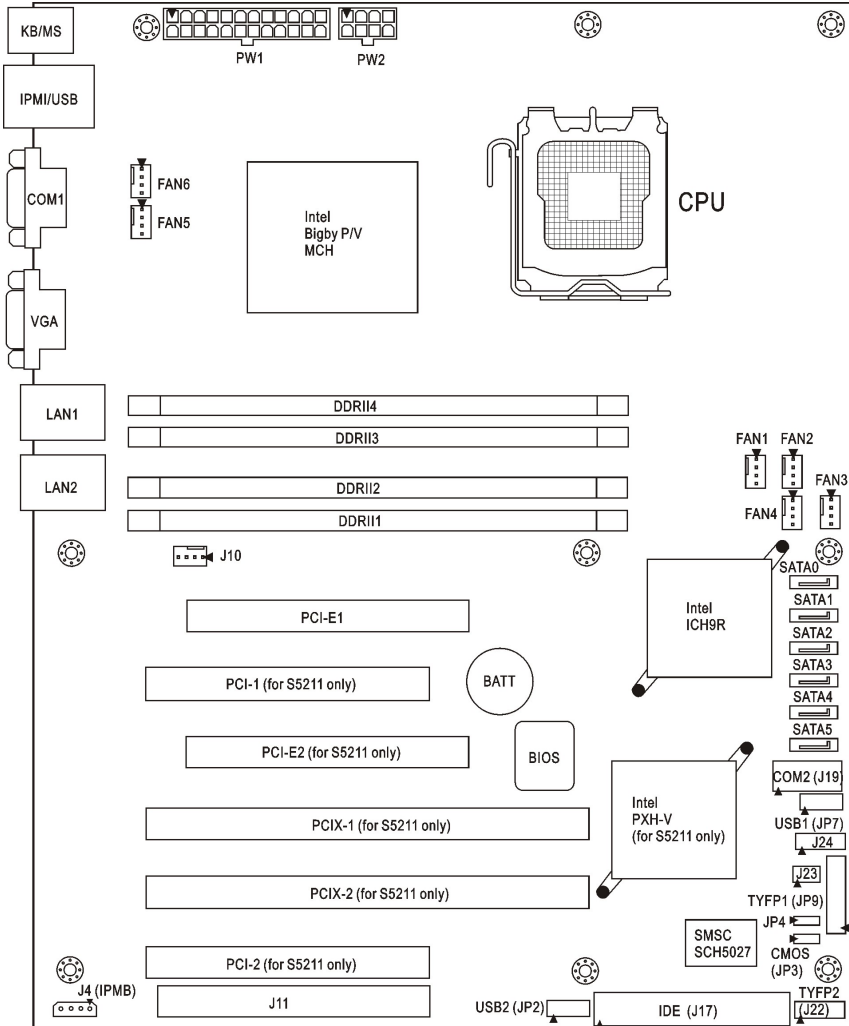 KB/MS
PW1
PW2
IPMI/USB
COM1
FAN6
FAN5
Intel
Bigby P/V
MCH
CPU
VGA
LAN1
DDRII4
DDRII3
LAN2
DDRII2
DDRII1
FAN1
FAN2
FAN3
FAN4
J10
SATA0
PCI-E1
Intel
ICH9R
SATA1
SATA2
SATA3
SATA4
SATA5
PCI-1 (for S5211 only)
BATT
PCI-E2 (for S5211 only)
BIOS
COM2 (J19)
Intel
PXH-V
(for S5211 only)
PCIX-1 (for S5211 only)
USB1 (JP7)
J24
PCIX-2 (for S5211 only)
J23
TYFP1 (JP9)
JP4
SMSC
SCH5027
CMOS
(JP3)
PCI-2 (for S5211 only)
J4 (IPMB)
J11
USB2 (JP2)
IDE (J17)
TYFP2
(J22)